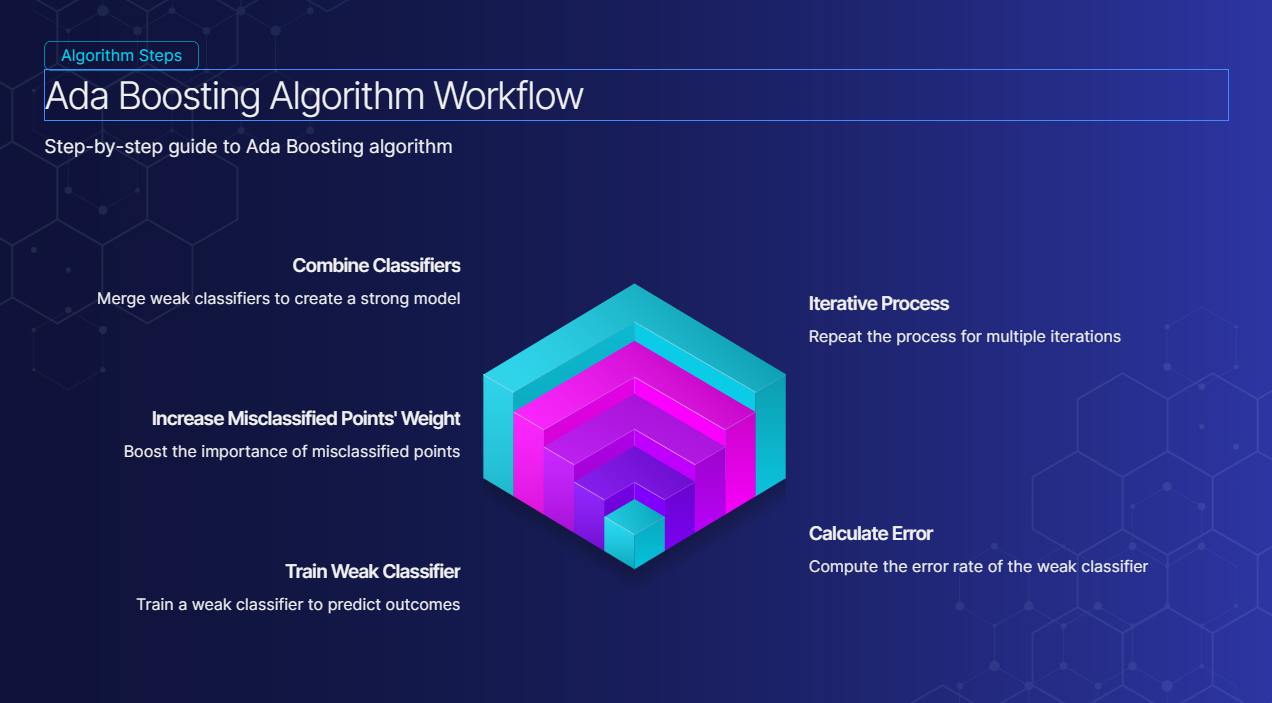 Algorithm Steps
Ada Boosting Algorithm Workflow
Step-by-step guide to Ada Boosting algorithm
Combine Classifiers
Merge weak classifiers to create a strong model
Iterative Process
Repeat the process for multiple iterations
Increase Misclassified Points' Weight
Boost the importance of misclassified points
Calculate Error
Compute the error rate of the weak classifier
Train Weak Classifier
Train a weak classifier to predict outcomes